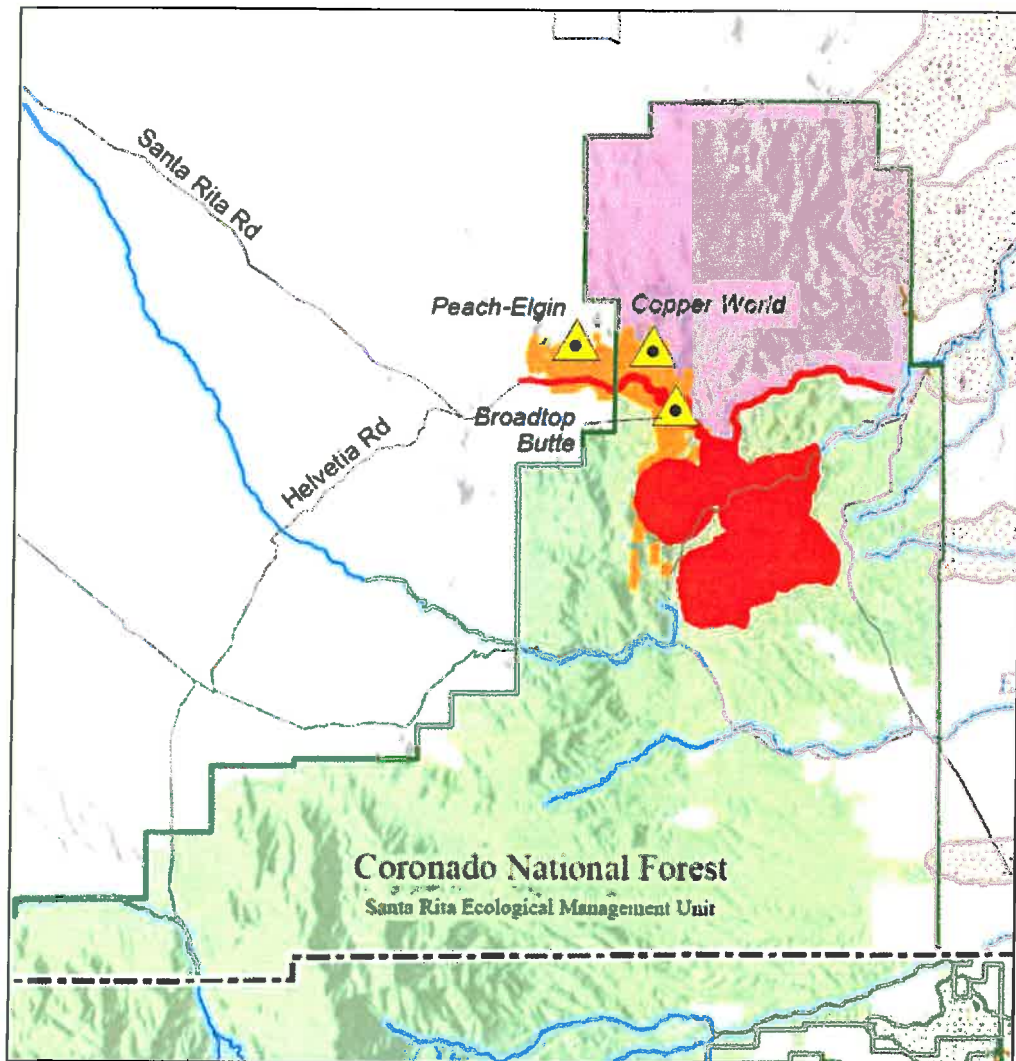 Santa Rita Rd
Peach-Elgin
Copper World
Broadtop
Butte
Helvetia Rd
Coronado National Forest
Santa Rita Ecological Management Unit